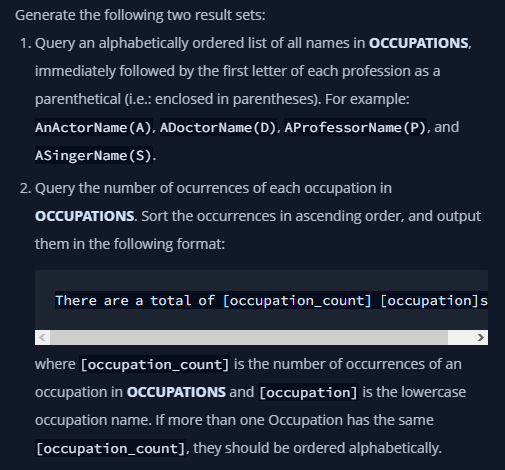 Generate the following two result sets:
1. Query an alphabetically ordered list of all names in OCCUPATIONS,
immediately followed by the first letter of each profession as a
parenthetical (i.e.: enclosed in parentheses). For example:
AnActorName(A), ADoctorName(D), AProfessorName(P), and
ASingerName(S).
2. Query the number of ocurrences of each occupation in
OCCUPATIONS. Sort the occurrences in ascending order, and output
them in the following format:
There are a total of [occupation_count] [occupation]s
where [occupation_count] is the number of occurrences of an
occupation in OCCUPATIONS and [occupation] is the lowercase
occupation name. If more than one Occupation has the same
[occupation_count], they should be ordered alphabetically.